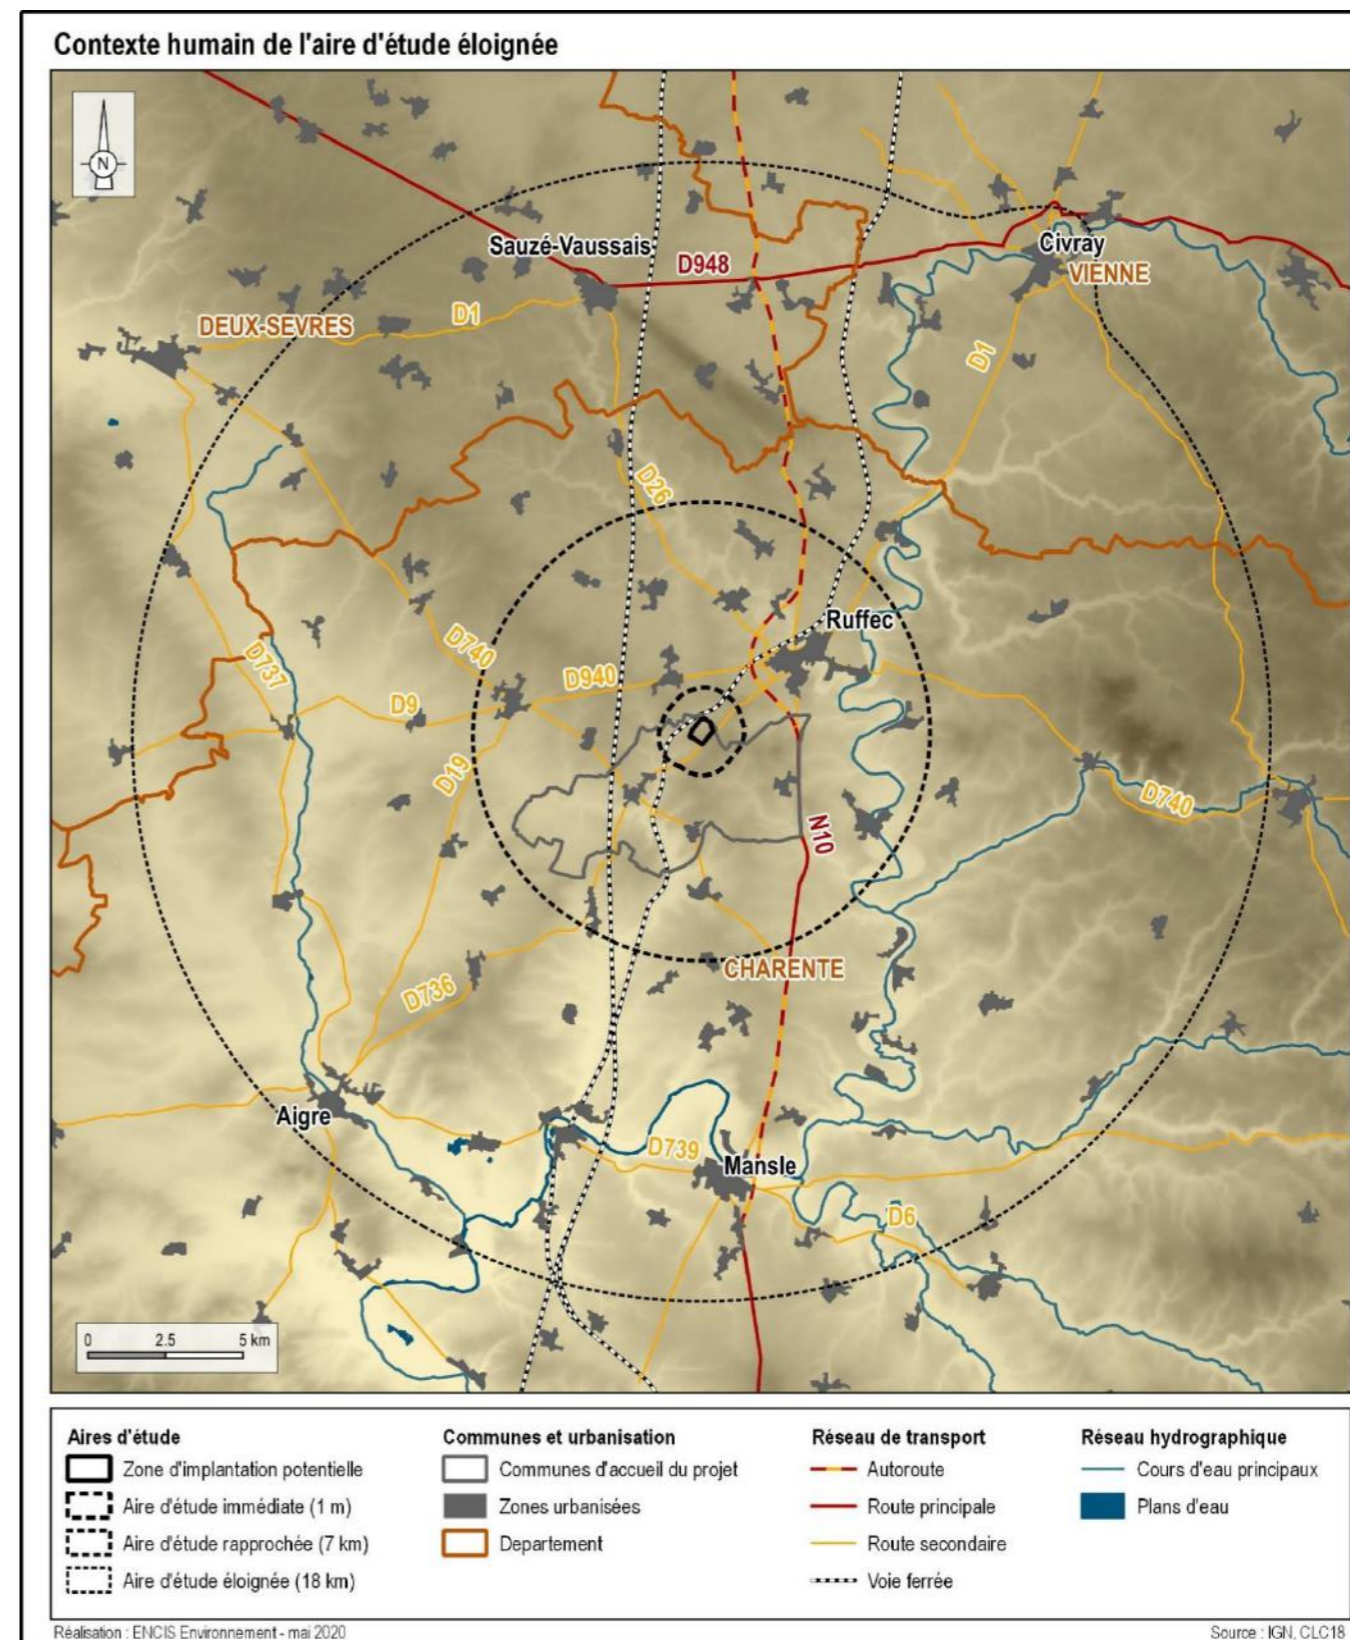 Contexte humain de l'aire d'étude éloignée
N
Sauzé-Vaussais
D948
Civray
VIENNE
DEUX-SEVRES
D1
D1
D26
Ruffec
D740
D737
D940
D9
D19
D740
N10
CHARENTE
D736
Aigre
D739
Mansle
D6
0 2.5 5 km
Aires d'étude
Zone d'implantation potentielle
Aire d'étude immédiate (1 m)
Aire d'étude rapprochée (7 km)
Aire d'étude éloignée (18 km)
Communes et urbanisation
Communes d'accueil du projet
Zones urbanisées
Departement
Réseau de transport
Autoroute
Route principale
Route secondaire
Voie ferrée
Réseau hydrographique
Cours d'eau principaux
Plans d'eau
Réalisation : ENCIS Environnement - mai 2020
Source : IGN, CLC18